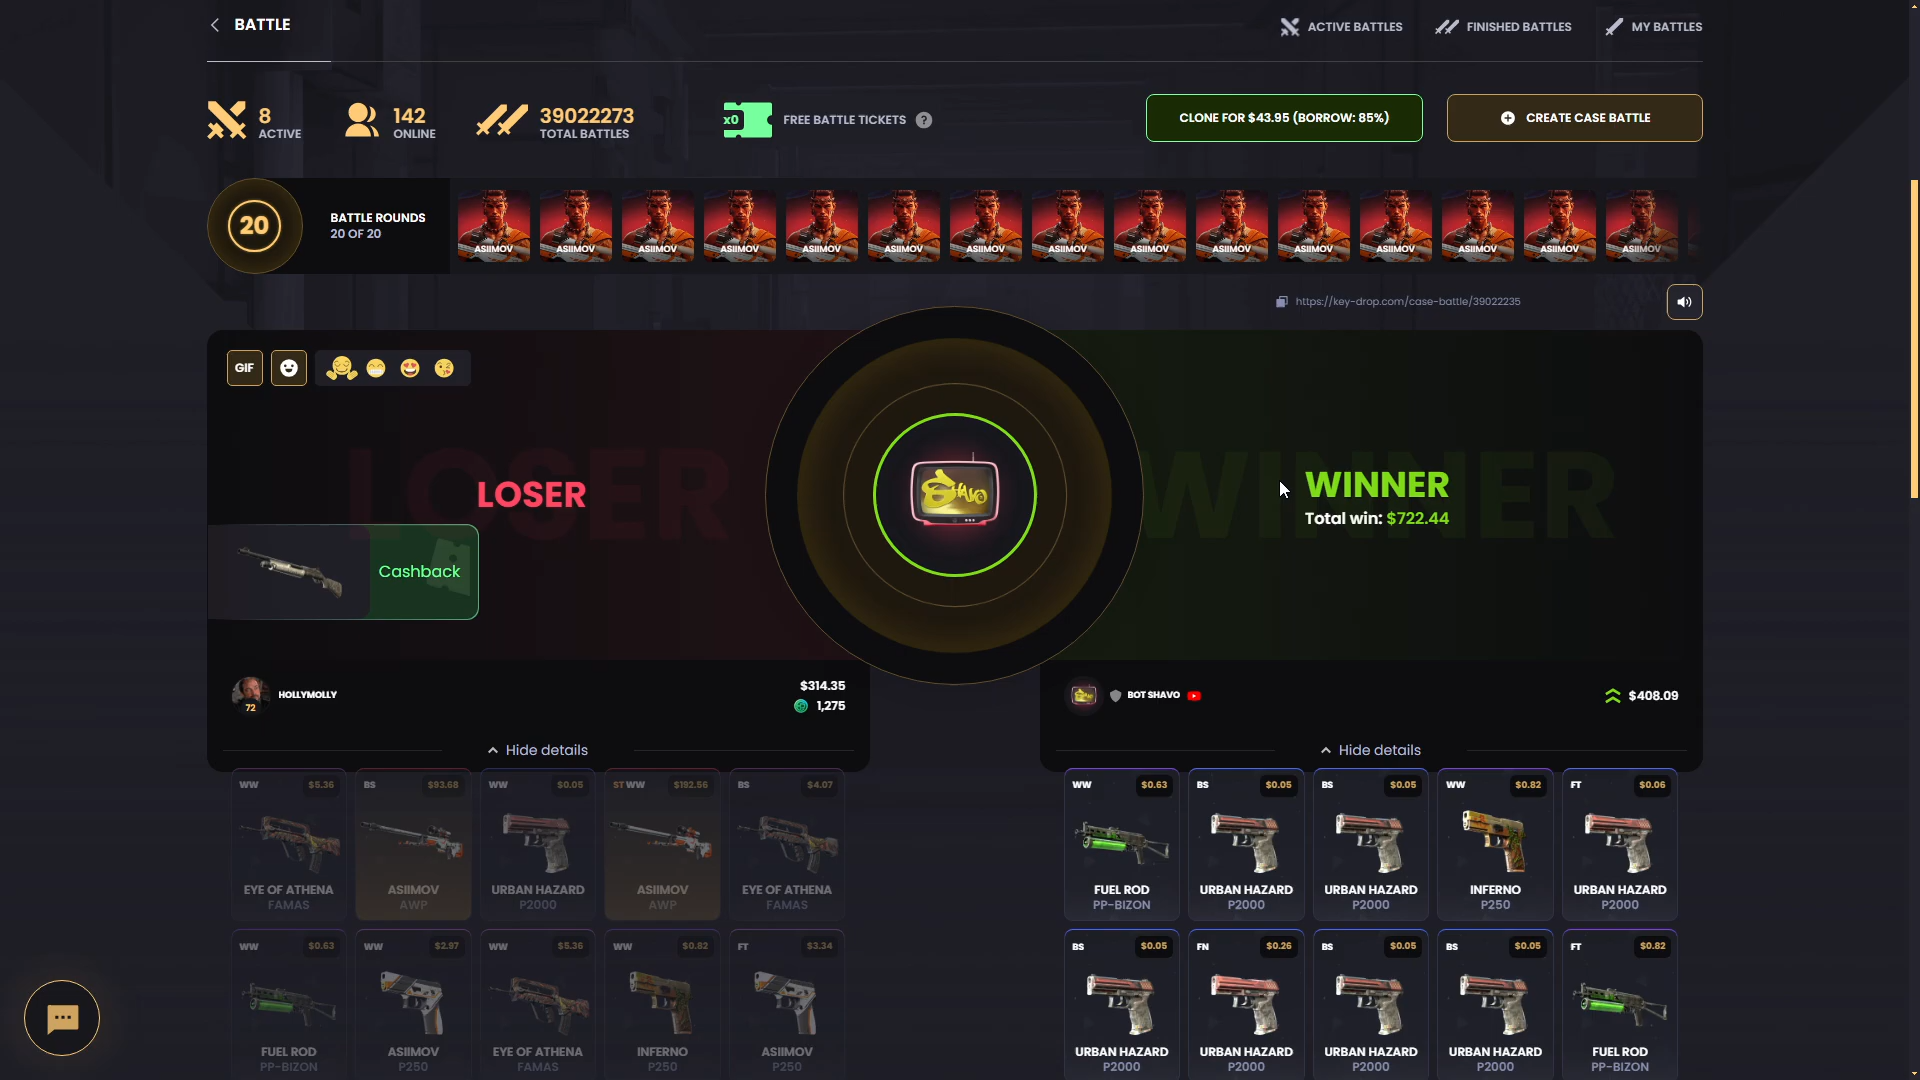 BATTLE
ACTIVE BATTLES
FINISHED BATTLES
MY BATTLES
8
ACTIVE
142
ONLINE
39022273
TOTAL BATTLES
x0
FREE BATTLE TICKETS
?
CLONE FOR $43.95 (BORROW: 85%)
CREATE CASE BATTLE
20
BATTLE ROUNDS
20 OF 20
ASIIMOV ASIIMOV ASIIMOV ASIIMOV ASIIMOV ASIIMOV ASIIMOV ASIIMOV ASIIMOV ASIIMOV ASIIMOV ASIIMOV ASIIMOV ASIIMOV ASIIMOV
https://key-drop.com/case-battle/39022235
GIF
LOSER
LOSER
Cashback
SHAVO
WINNER
WINNER
Total win: $722.44
72
HOLLYMOLLY
$314.35
1,275
BOT SHAVO
$408.09
Hide details
Hide details
WW $5.36 BS $93.68 WW $0.05 ST WW $192.56 BS $4.07
EYE OF ATHENA ASIIMOV URBAN HAZARD ASIIMOV EYE OF ATHENA
FAMAS AWP P2000 AWP FAMAS
WW $0.63 WW $2.97 WW $5.36 WW $0.82 FT $3.34
FUEL ROD ASIIMOV EYE OF ATHENA INFERNO ASIIMOV
PP-BIZON P250 FAMAS P250 P250
WW $0.63 BS $0.05 BS $0.05 WW $0.82 FT $0.06
FUEL ROD URBAN HAZARD URBAN HAZARD INFERNO URBAN HAZARD
PP-BIZON P2000 P2000 P250 P2000
BS $0.05 FN $0.26 BS $0.05 BS $0.05 FT $0.82
URBAN HAZARD URBAN HAZARD URBAN HAZARD URBAN HAZARD FUEL ROD
P2000 P2000 P2000 P2000 PP-BIZON